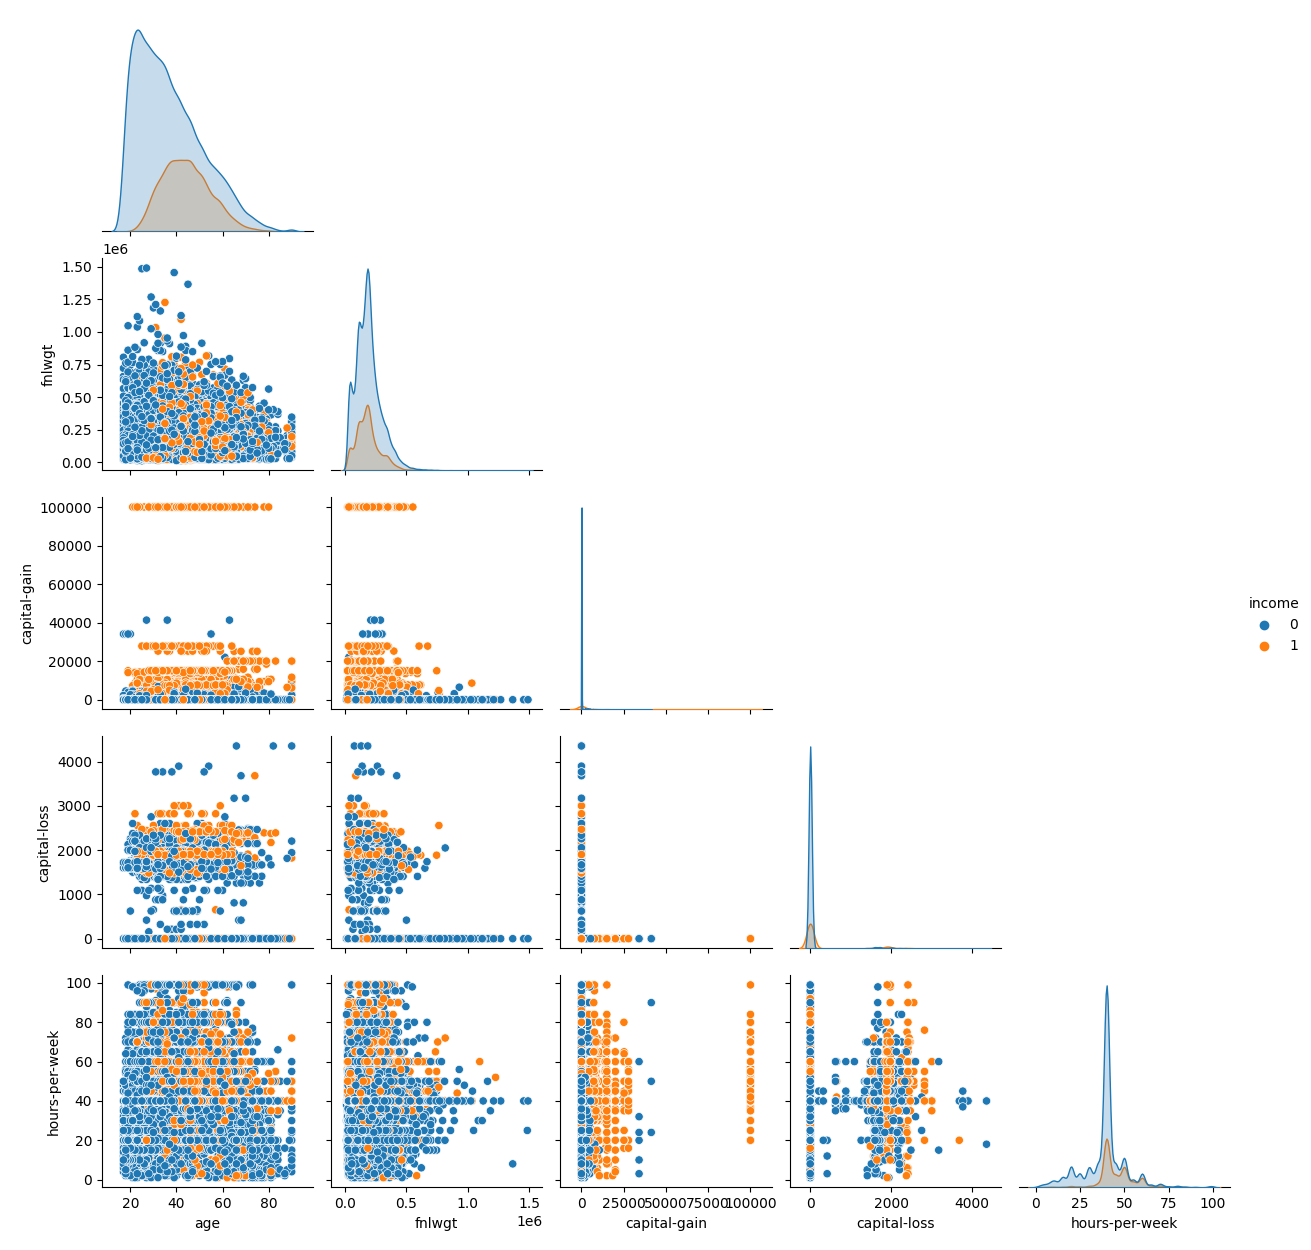 1e6
1.50
1.25
1.00
0.75
0.50
0.25
0.00
fnlwgt
100000
80000
60000
40000
20000
0
capital-gain
income
0
1
4000
3000
2000
1000
0
capital-loss
100
80
60
40
20
0
hours-per-week
20 40 60 80
0.0 0.5 1.0 1.5
0 25000 50000 75000 100000
0 2000 4000
0 25 50 75 100
1e6
age fnlwgt capital-gain capital-loss hours-per-week